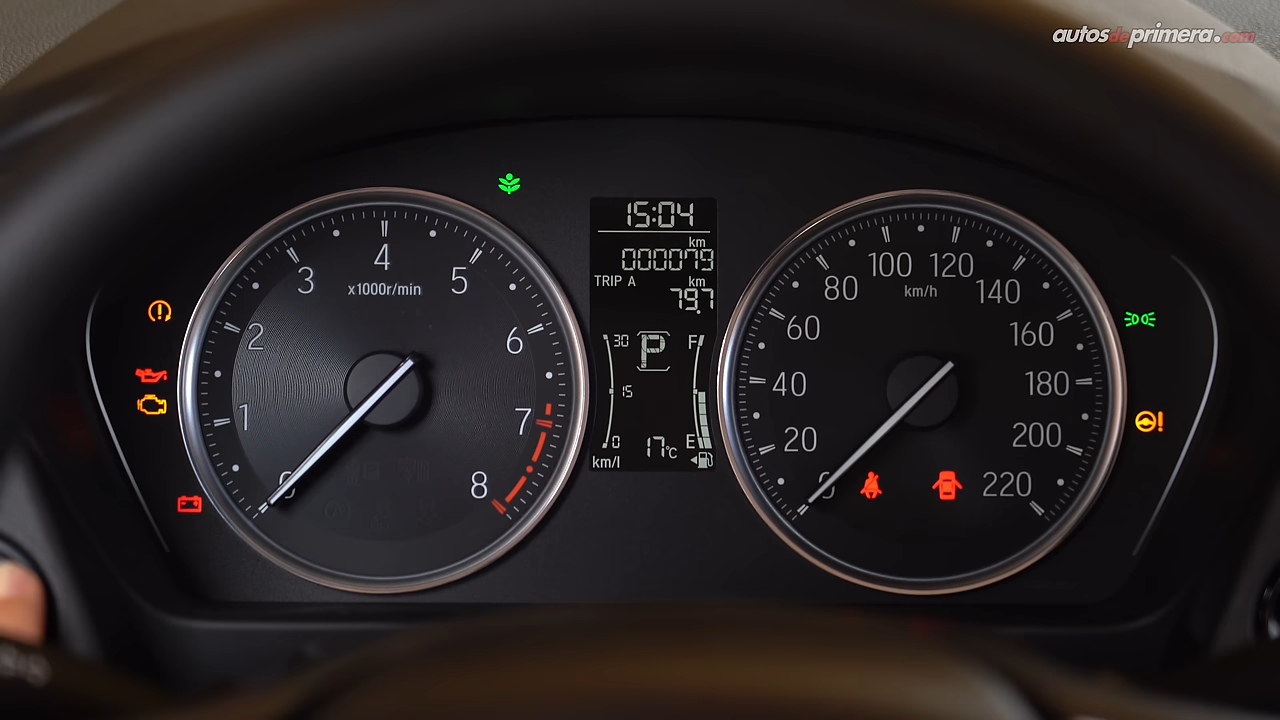 autosdeprimera.com
15:04
km
000079
TRIP A km
79.7
30
P
F
15
0
E
km/l
17°C
0
1
2
3
4
5
6
7
8
x1000r/min
0
20
40
60
80
100
120
140
160
180
200
220
km/h